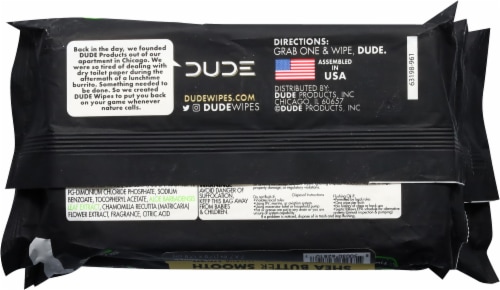 Back in the day, we founded
DUDE Products out of our
apartment in Chicago. We
were so tired of dealing with
dry toilet paper during the
aftermath of a lunchtime
burrito. Something needed
to be done. So we created
DUDE Wipes to put you back
on your game whenever
nature calls.
DUDE
DUDEWIPES.COM
DUDEWIPES
DIRECTIONS:
GRAB ONE & WIPE, DUDE.
ASSEMBLED
IN
USA
DISTRIBUTED BY:
DUDE PRODUCTS, INC
CHICAGO, IL 60657
©DUDE PRODUCTS, INC
63198-961
PG-DIMONIUM CHLORIDE PHOSPHATE, SODIUM
BENZOATE, TOCOPHERYL ACETATE, ALOE BARBADENSIS
LEAF EXTRACT, CHAMOMILLA RECUTITA (MATRICARIA)
FLOWER EXTRACT, FRAGRANCE, CITRIC ACID
WARNING:
AVOID DANGER OF
SUFFOCATION,
KEEP THIS BAG AWAY
FROM BABIES
& CHILDREN.
Disposal Instructions
SHEA BUTTER SMOOTH